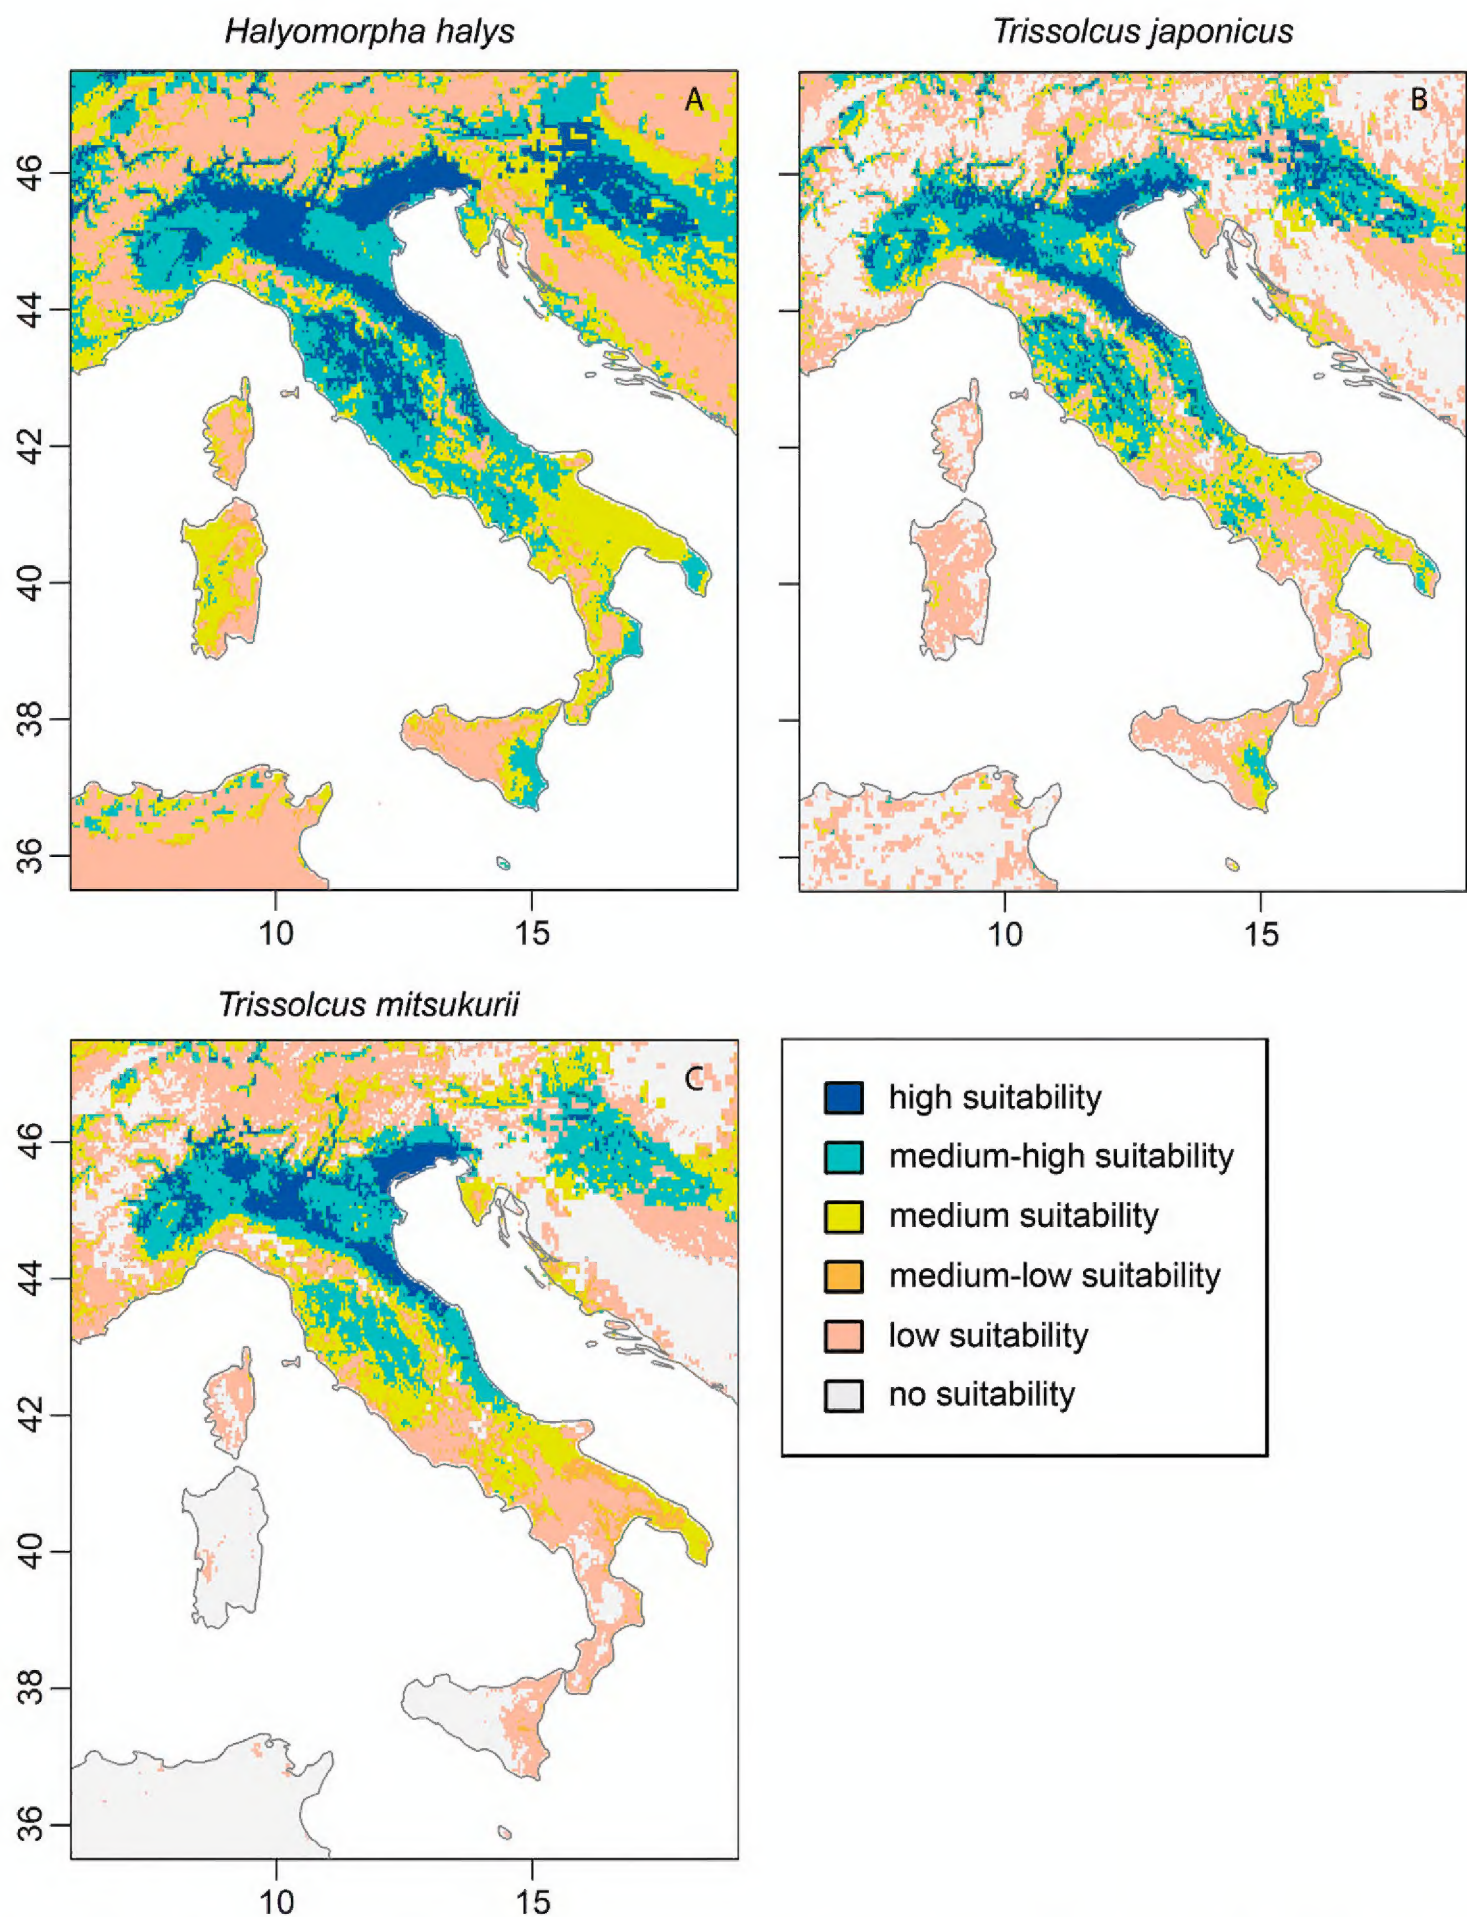 Halyomorpha halys
Trissolcus japonicus
A
B
46
44
42
40
38
36
10
15
10
15
Trissolcus mitsukurii
C
46
44
42
40
38
36
10
15
high suitability
medium-high suitability
medium suitability
medium-low suitability
low suitability
no suitability